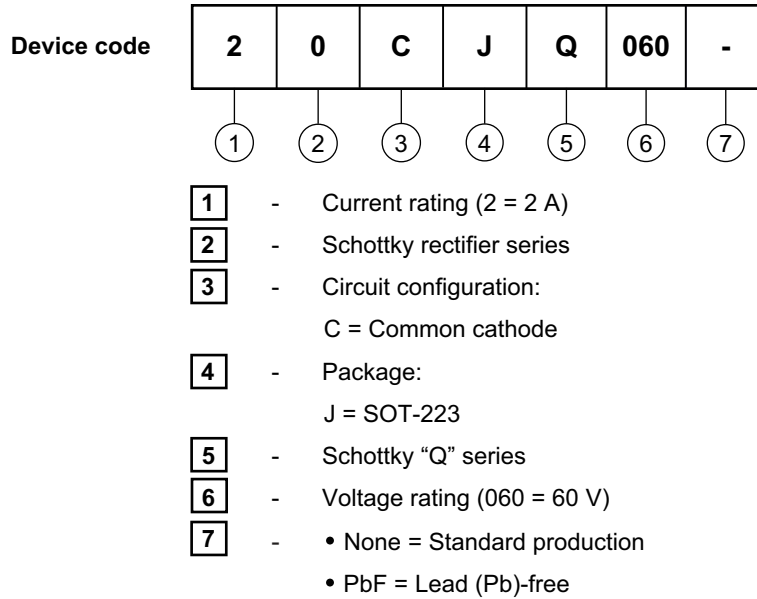 Device code 2 0 C J Q 060 -
1 2 3 4 5 6 7
1 - Current rating (2 = 2 A)
2 - Schottky rectifier series
3 - Circuit configuration:
C = Common cathode
4 - Package:
J = SOT-223
5 - Schottky “Q” series
6 - Voltage rating (060 = 60 V)
7 - • None = Standard production
• PbF = Lead (Pb)-free